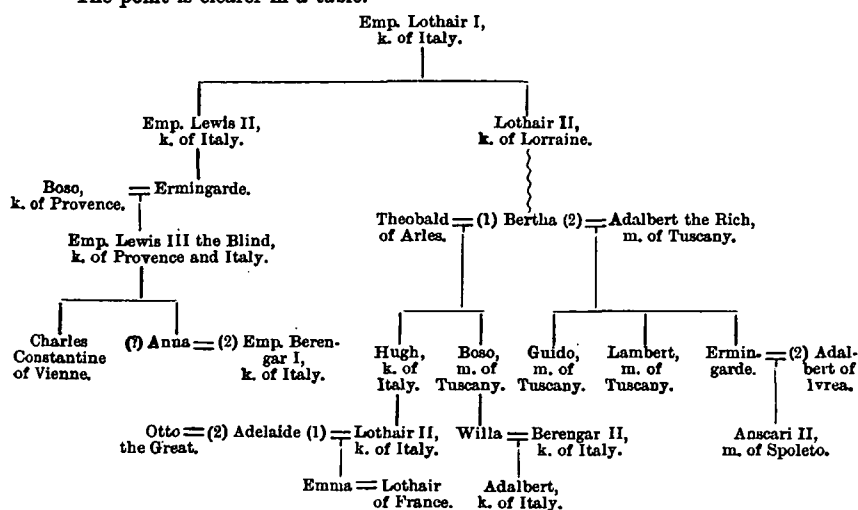 The point is clearer in a table.
Emp. Lothair I,
k. of Italy.
Emp. Lewis II,
k. of Italy.
Lothair II,
k. of Lorraine.
Boso,
k. of Provence.
= Ermingarde.
Theobald
of Arles.
= (1) Bertha (2) =
Adalbert the Rich,
m. of Tuscany.
Emp. Lewis III the Blind,
k. of Provence and Italy.
Charles
Constantine
of Vienne.
(?) Anna = (2) Emp. Beren-
gar I,
k. of Italy.
Hugh,
k. of
Italy.
Boso,
m. of
Tuscany.
Guido,
m. of
Tuscany.
Lambert,
m. of
Tuscany.
Ermin-
garde.
= (2) Adal-
bert of
Ivrea.
Otto
the Great.
= (2) Adelaide (1) =
Lothair II,
k. of Italy.
Willa =
Berengar II,
k. of Italy.
Anscari II,
m. of Spoleto.
Emma =
Lothair
of France.
Adalbert,
k. of Italy.